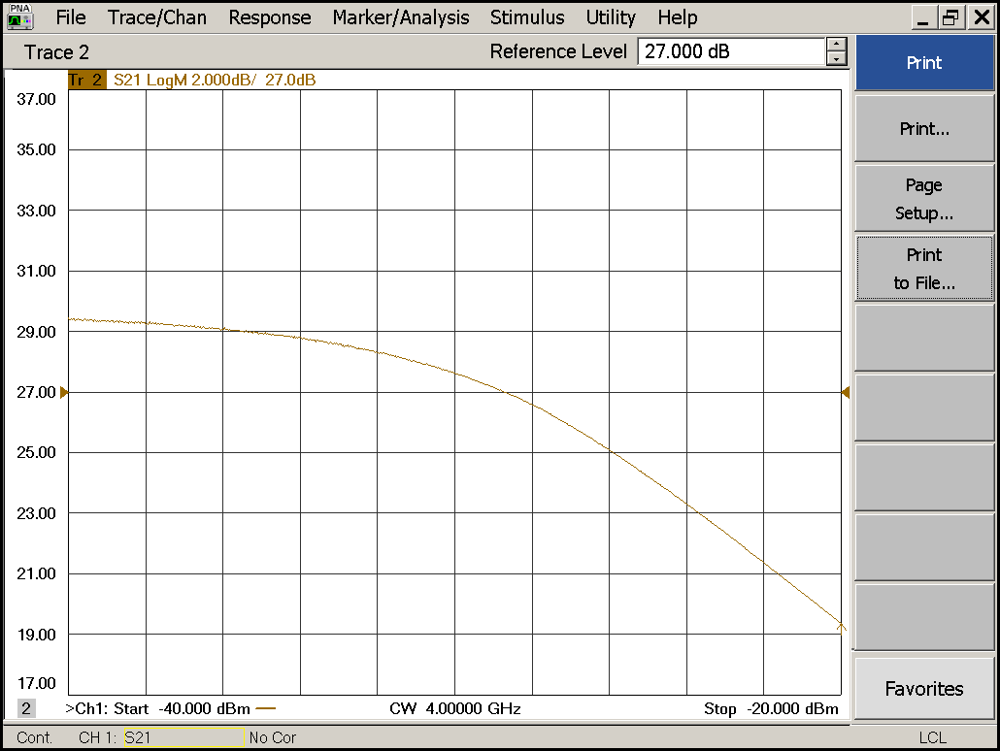 PNA File Trace/Chan Response Marker/Analysis Stimulus Utility Help
Trace 2 Reference Level 27.000 dB
Print
Print...
Page
Setup...
Print
to File...
Favorites
Tr 2 S21 LogM 2.000dB/ 27.0dB
37.00
35.00
33.00
31.00
29.00
27.00
25.00
23.00
21.00
19.00
17.00
2 >Ch1: Start -40.000 dBm CW 4.00000 GHz Stop -20.000 dBm
Cont. CH 1: S21 No Cor LCL